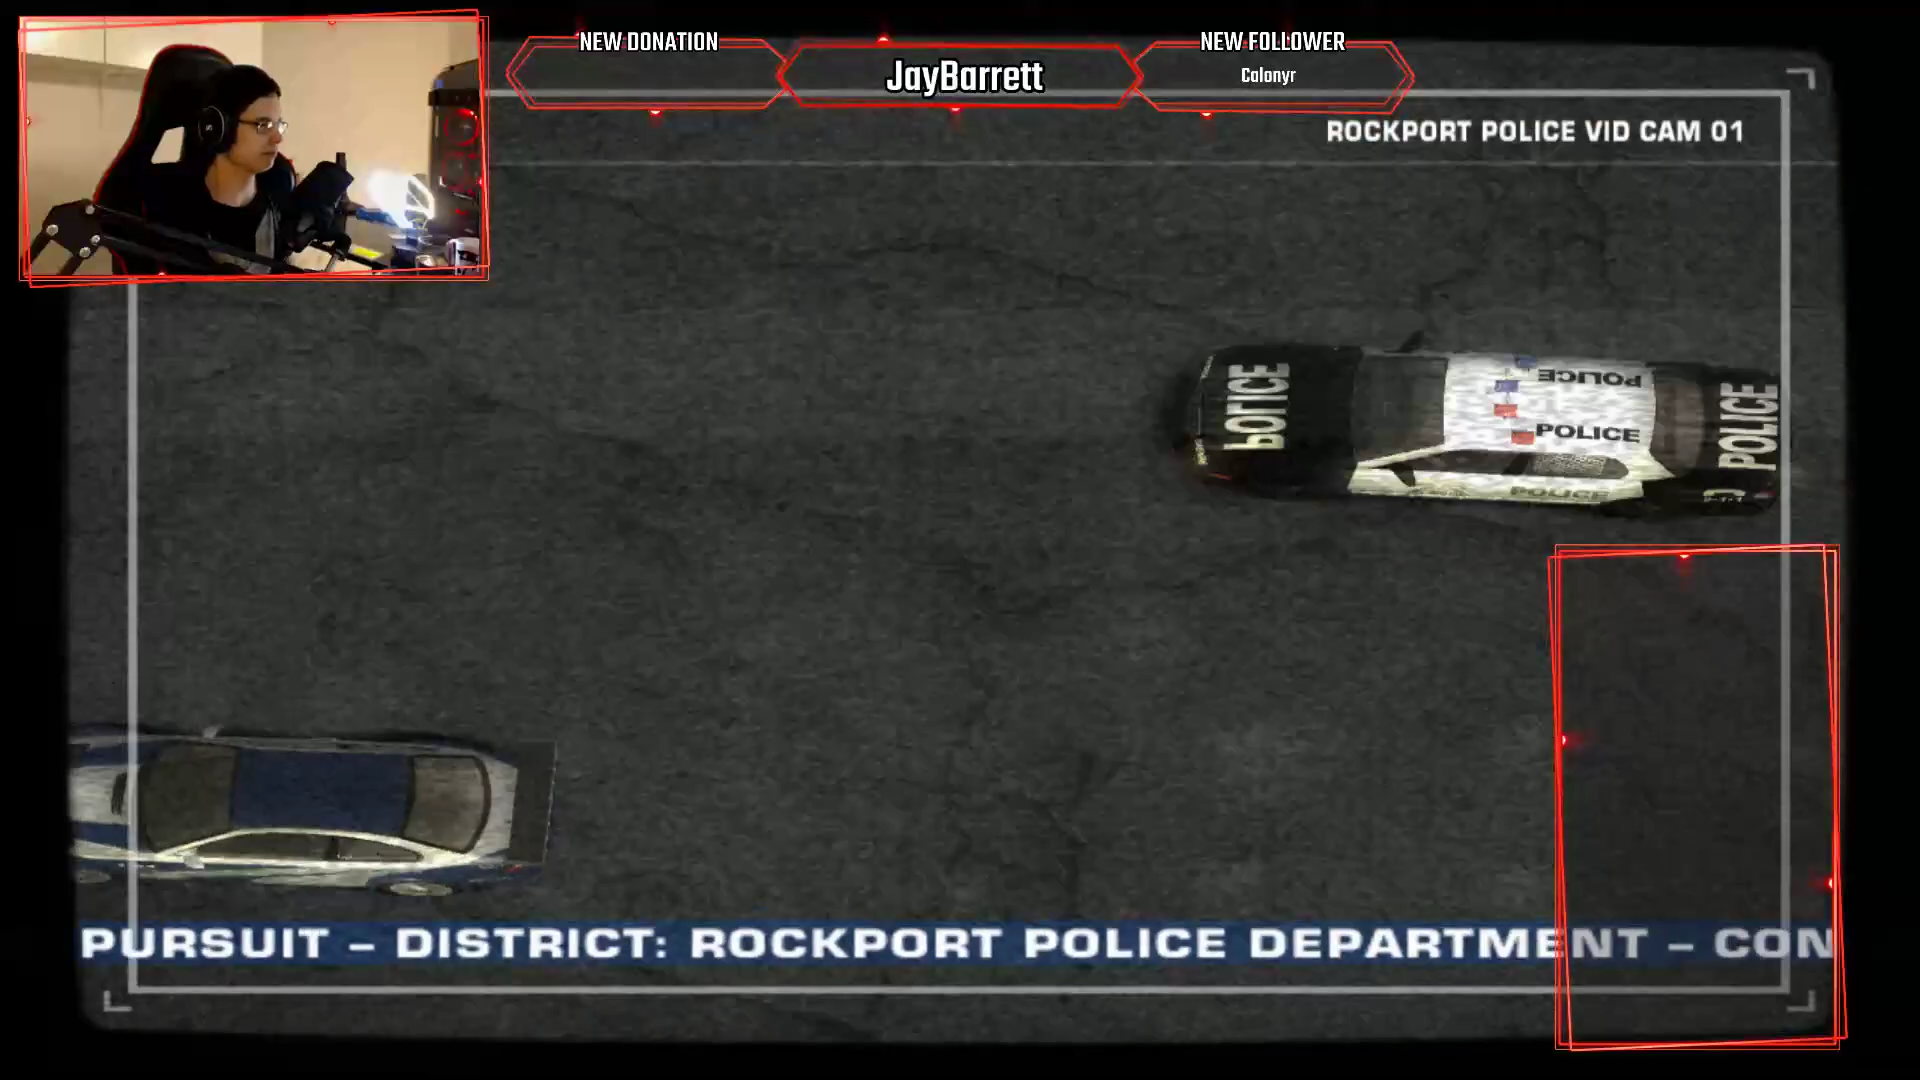 NEW DONATION
JayBarrett
NEW FOLLOWER
Calonyr
ROCKPORT POLICE VID CAM 01
POLICE
POLICE
POLICE
POLICE
POLICE
PURSUIT – DISTRICT: ROCKPORT POLICE DEPARTMENT – CON